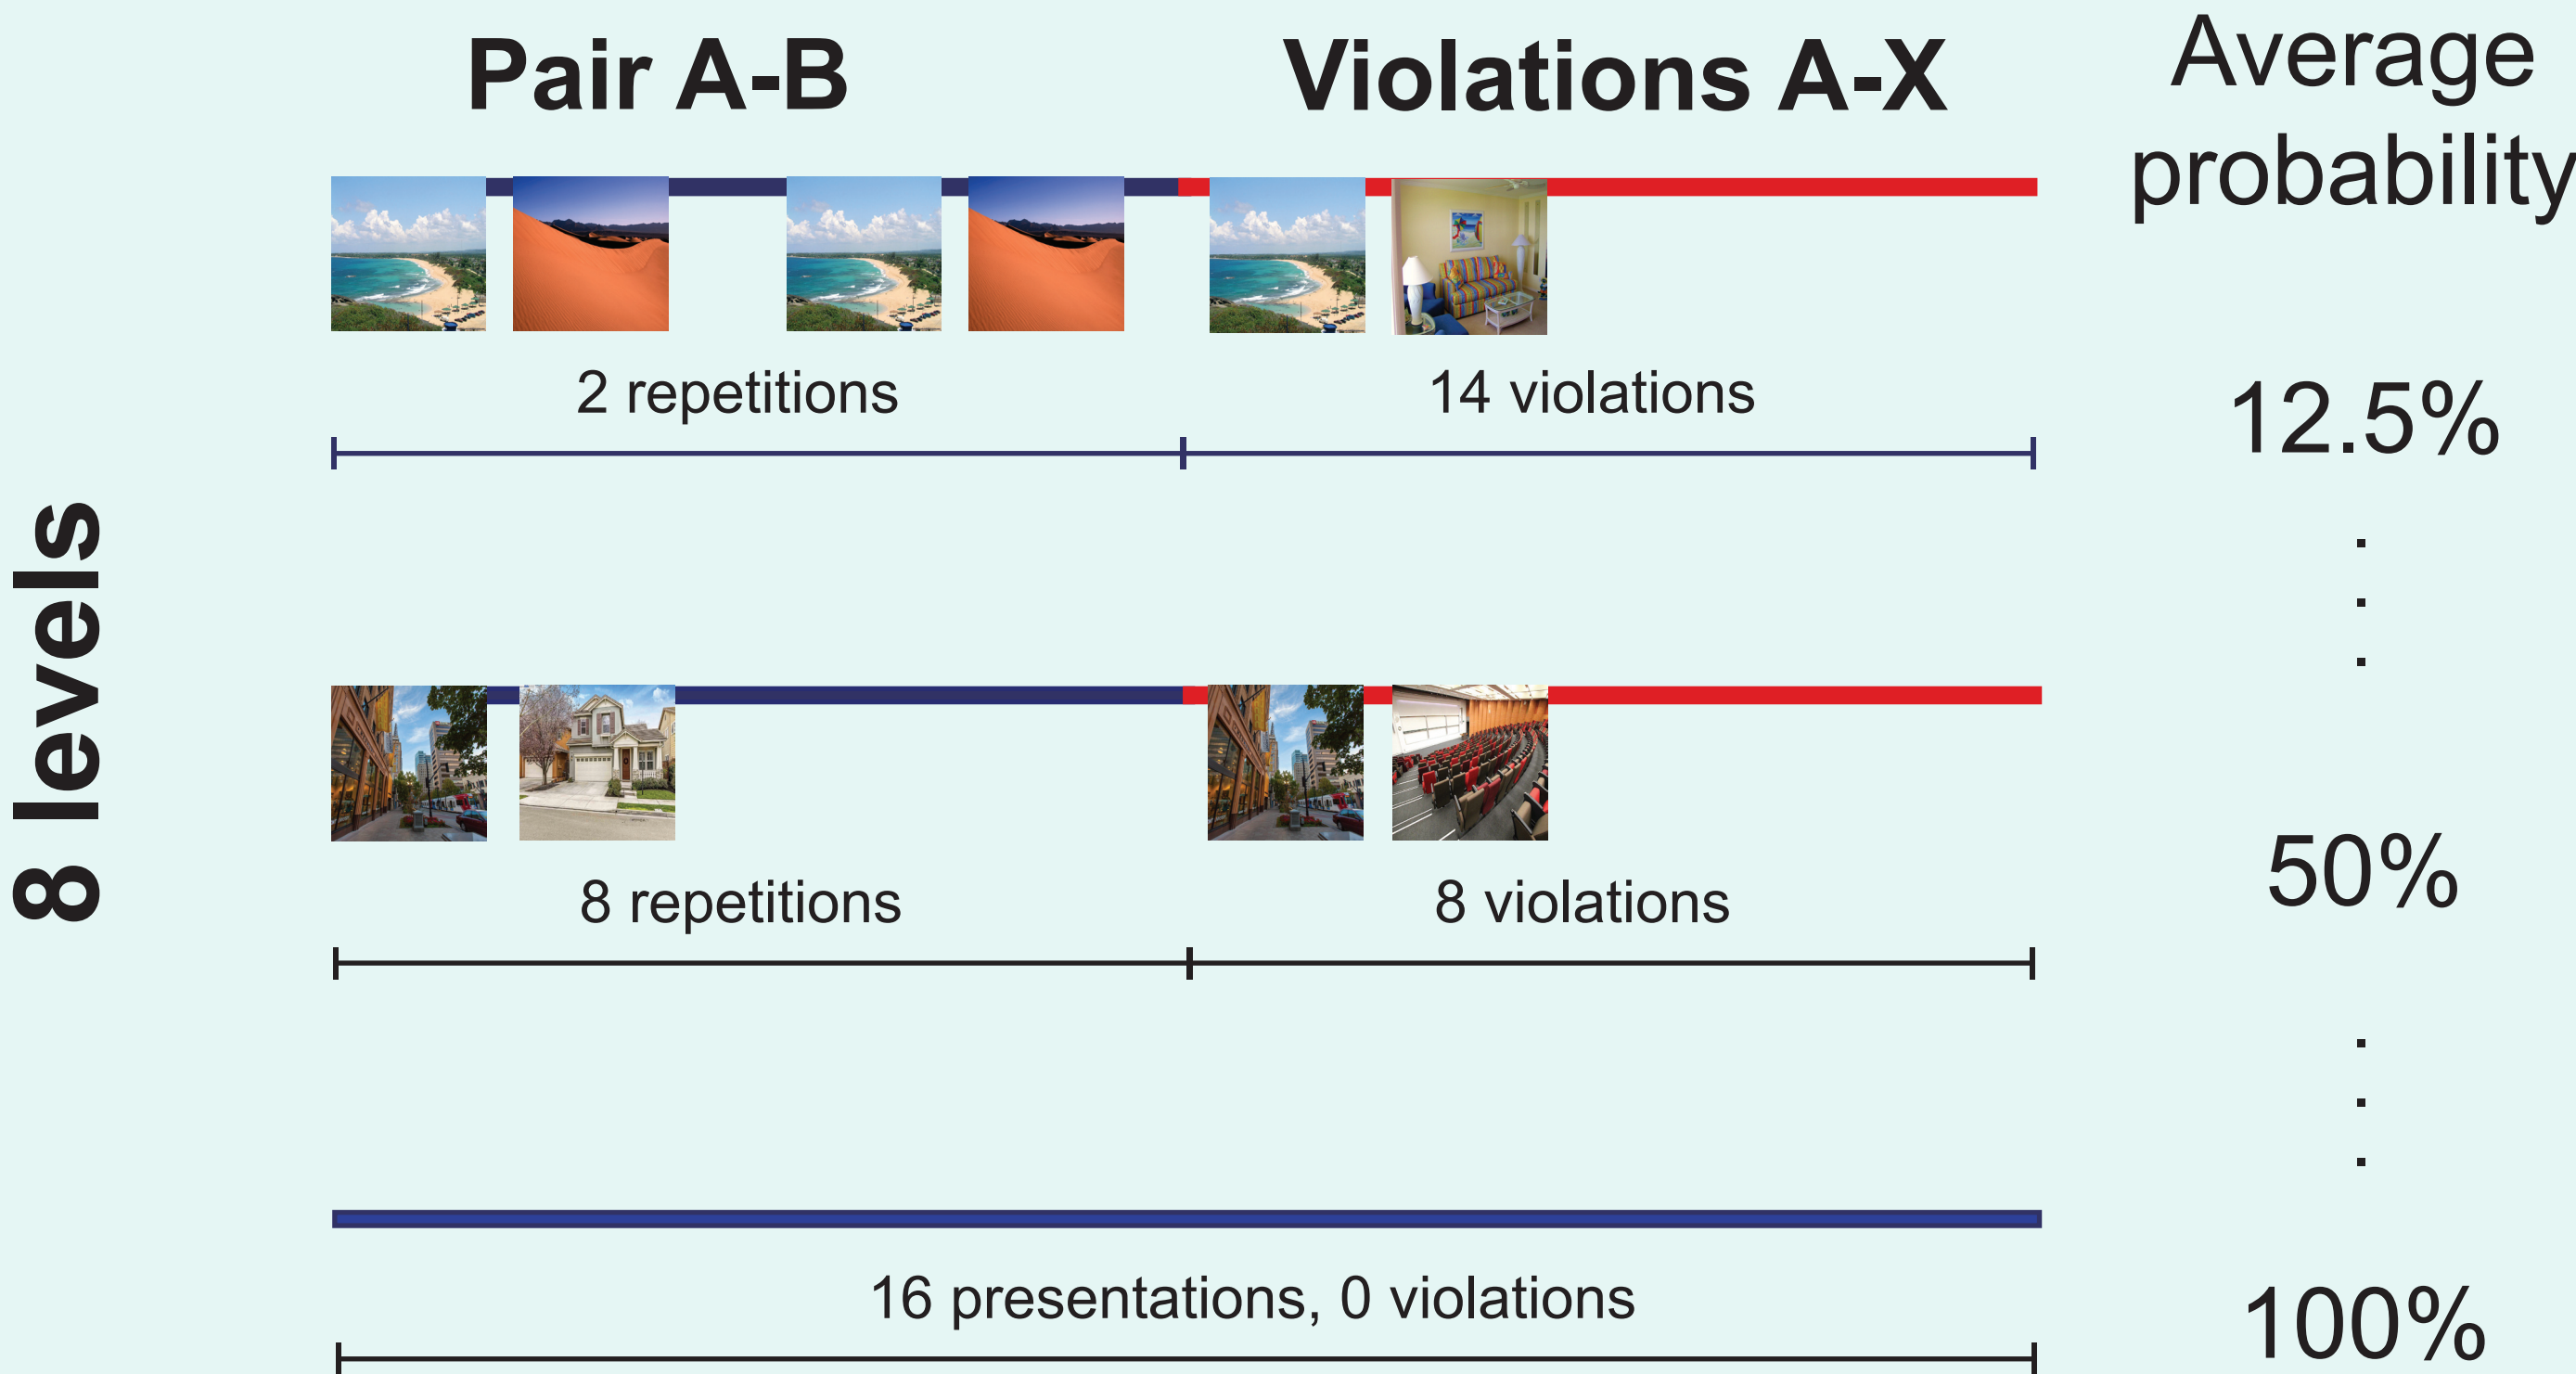 Pair A-B
Violations A-X
Average
probability
2 repetitions
14 violations
12.5%
.
.
.
8 levels
8 repetitions
8 violations
50%
.
.
.
16 presentations, 0 violations
100%